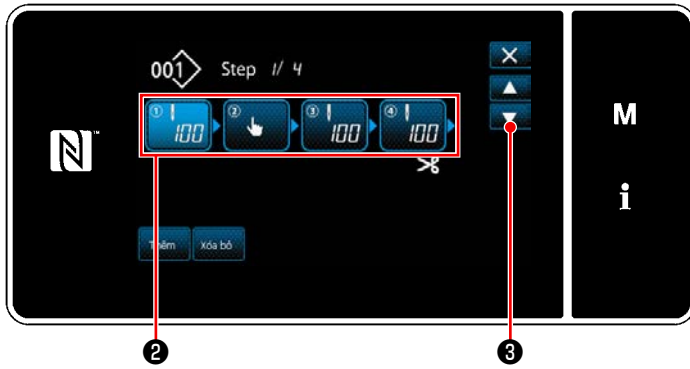 001 Step 1/ 4
① 100 ② ③ 100 ④ 100
M
i
Thêm Xóa bỏ
❷ ❸